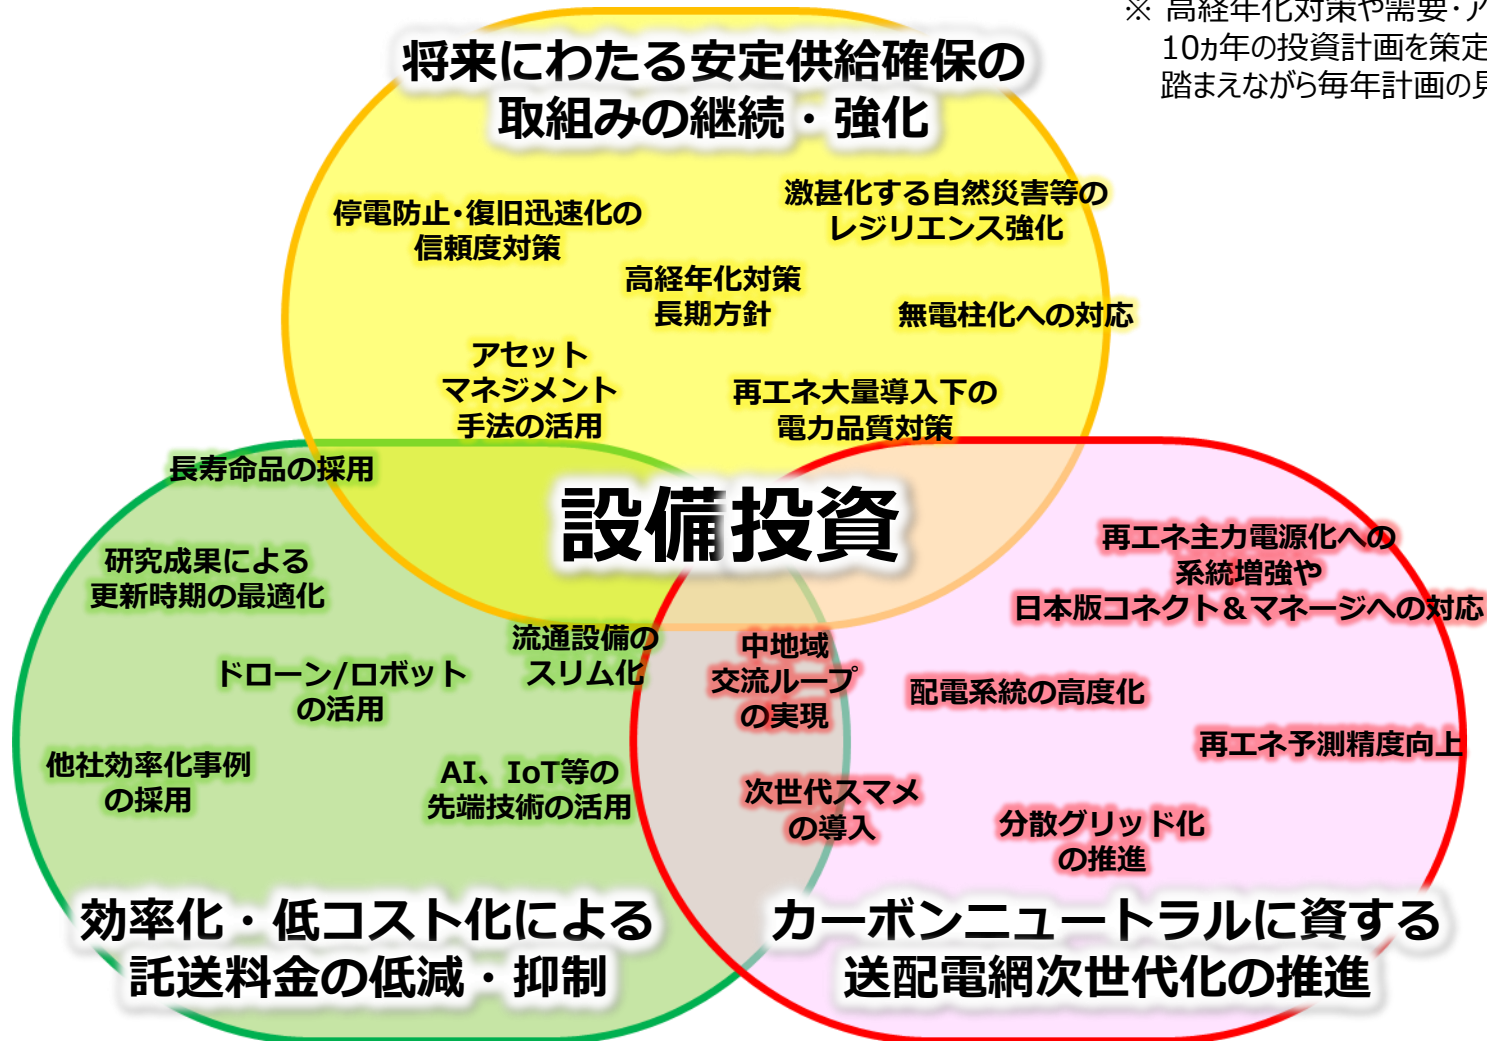 ※ 高経年化対策や需要・ア
10ヵ年の投資計画を策定
踏まえながら毎年計画の見
将来にわたる安定供給確保の
取組みの継続・強化
停電防止・復旧迅速化の
信頼度対策
激甚化する自然災害等の
レジリエンス強化
高経年化対策
長期方針
無電柱化への対応
アセット
マネジメント
手法の活用
再エネ大量導入下の
電力品質対策
設備投資
長寿命品の採用
研究成果による
更新時期の最適化
流通設備の
スリム化
ドローン/ロボット
の活用
他社効率化事例
の採用
AI、IoT等の
先端技術の活用
効率化・低コスト化による
託送料金の低減・抑制
中地域
交流ループ
の実現
次世代スマメ
の導入
再エネ主力電源化への
系統増強や
日本版コネクト＆マネージへの対応
配電系統の高度化
再エネ予測精度向上
分散グリッド化
の推進
カーボンニュートラルに資する
送配電網次世代化の推進